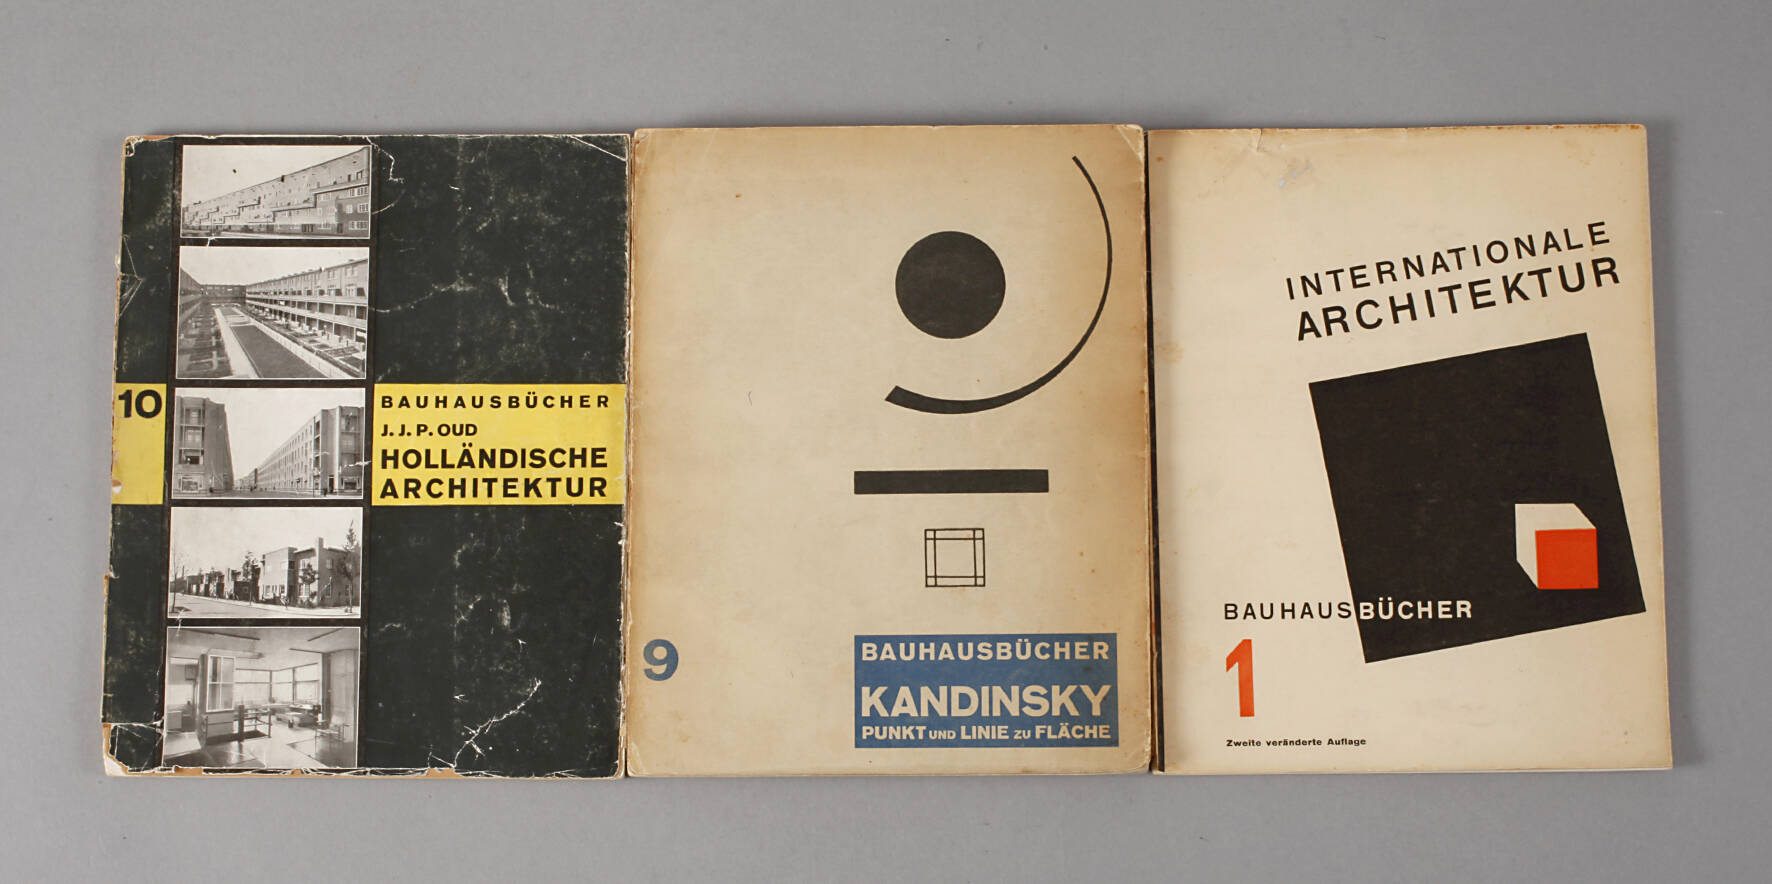 10
BAUHAUSBÜCHER
J. J. P. OUD
HOLLÄNDISCHE
ARCHITEKTUR
9
BAUHAUSBÜCHER
KANDINSKY
PUNKT UND LINIE ZU FLÄCHE
INTERNATIONALE
ARCHITEKTUR
BAUHAUSBÜCHER
1
Zweite veränderte Auflage